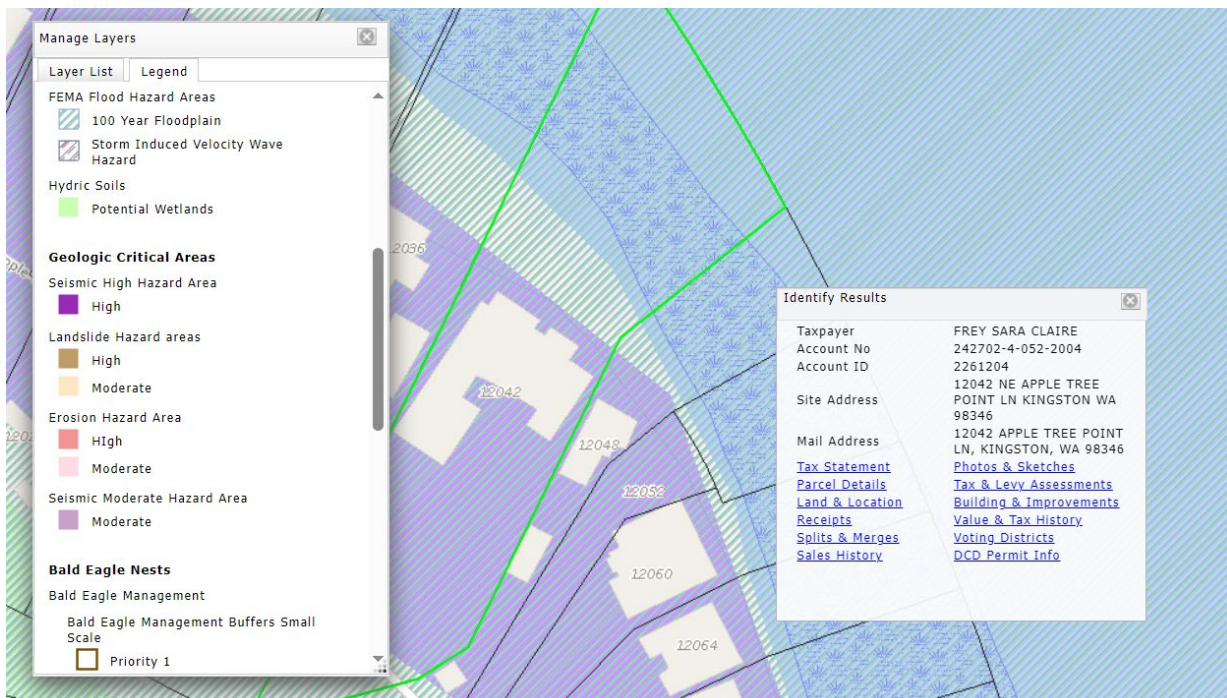 Manage Layers
Layer List
Legend
FEMA Flood Hazard Areas
100 Year Floodplain
Storm Induced Velocity Wave
Hazard
Hydric Soils
Potential Wetlands
Geologic Critical Areas
Seismic High Hazard Area
High
Landslide Hazard areas
High
Moderate
Erosion Hazard Area
HIgh
Moderate
Seismic Moderate Hazard Area
Moderate
Bald Eagle Nests
Bald Eagle Management
Bald Eagle Management Buffers Small
Scale
Priority 1
2036
12042
12048
12052
12060
12064
Identify Results
Taxpayer FREY SARA CLAIRE
Account No 242702-4-052-2004
Account ID 2261204
Site Address 12042 NE APPLE TREE
POINT LN KINGSTON WA
98346
Mail Address 12042 APPLE TREE POINT
LN, KINGSTON, WA 98346
Tax Statement Photos & Sketches
Parcel Details Tax & Levy Assessments
Land & Location Building & Improvements
Receipts Value & Tax History
Splits & Merges Voting Districts
Sales History DCD Permit Info